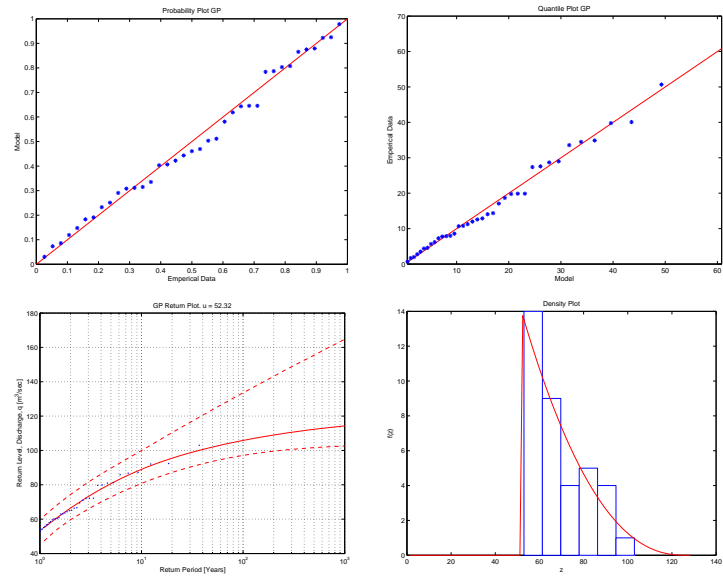 Probability Plot GP
1
0.9
0.8
0.7
0.6
0.5
0.4
0.3
0.2
0.1
0
Model
0 0.1 0.2 0.3 0.4 0.5 0.6 0.7 0.8 0.9 1
Emperical Data
Quantile Plot GP
70
60
50
40
30
20
10
0
Emperical Data
10 20 30 40 50 60
Model
GP Return Plot. u = 52.32
180
160
140
120
100
80
60
40
Return Level, Discharge, q [m³/sec]
10⁰ 10¹ 10² 10³
Return Period [Years]
Density Plot
14
12
10
8
6
4
2
0
f(z)
0 20 40 60 80 100 120 140
z